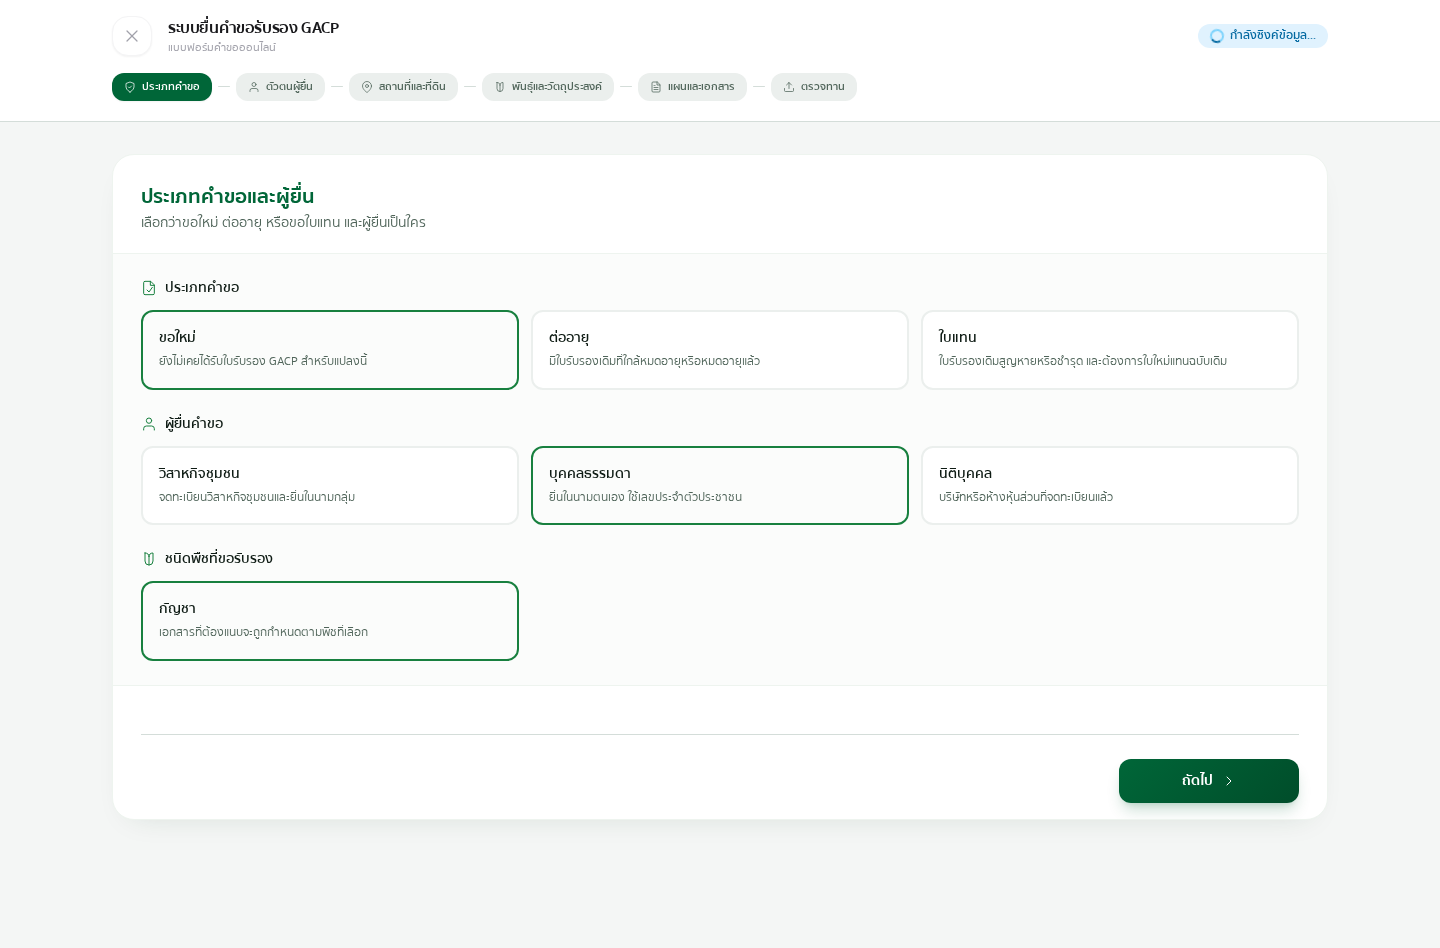 ระบบยื่นคำขอรับรอง GACP
แบบฟอร์มคำขอออนไลน์
กำลังซิงค์ข้อมูล...
ประเภทคำขอ
ตัวตนผู้ยื่น
สถานที่และที่ดิน
พันธุ์และวัตถุประสงค์
แผนและเอกสาร
ตรวจทาน
ประเภทคำขอและผู้ยื่น
เลือกว่าขอใหม่ ต่ออายุ หรือขอใบแทน และผู้ยื่นเป็นใคร
ประเภทคำขอ
ขอใหม่
ยังไม่เคยได้รับใบรับรอง GACP สำหรับแปลงนี้
ต่ออายุ
มีใบรับรองเดิมที่ใกล้หมดอายุหรือหมดอายุแล้ว
ใบแทน
ใบรับรองเดิมสูญหายหรือชำรุด และต้องการใบใหม่แทนฉบับเดิม
ผู้ยื่นคำขอ
วิสาหกิจชุมชน
จดทะเบียนวิสาหกิจชุมชนและยื่นในนามกลุ่ม
บุคคลธรรมดา
ยื่นในนามตนเอง ใช้เลขประจำตัวประชาชน
นิติบุคคล
บริษัทหรือห้างหุ้นส่วนที่จดทะเบียนแล้ว
ชนิดพืชที่ขอรับรอง
กัญชา
เอกสารที่ต้องแนบจะถูกกำหนดตามพืชที่เลือก
ถัดไป